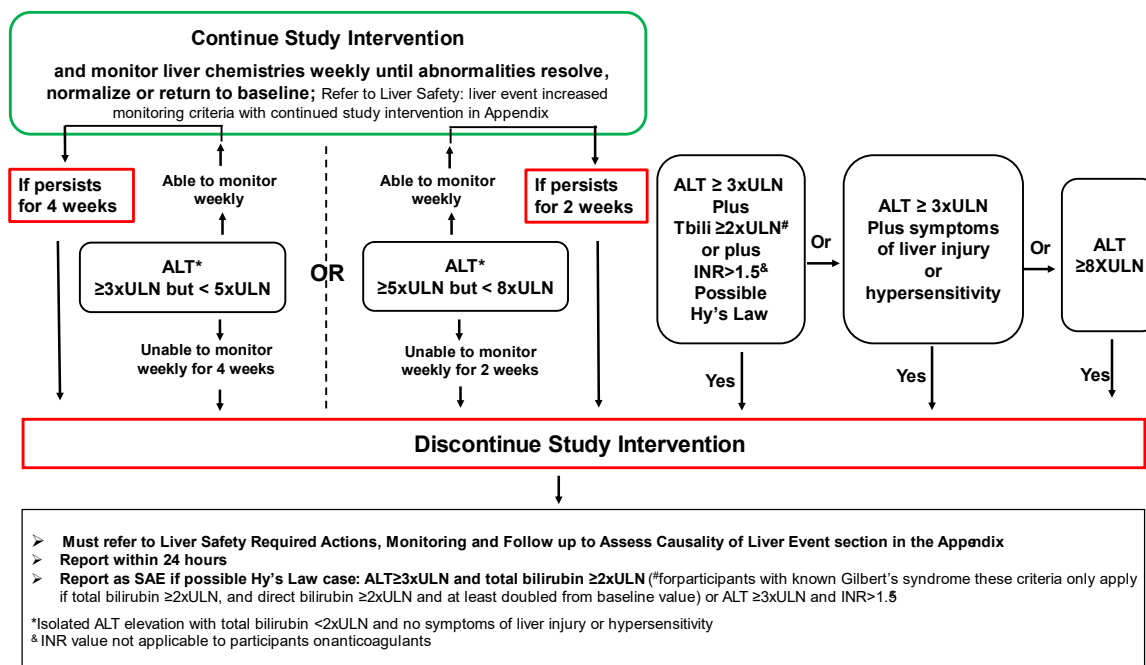 Continue Study Intervention
and monitor liver chemistries weekly until abnormalities resolve,
normalize or return to baseline; Refer to Liver Safety: liver event increased
monitoring criteria with continued study intervention in Appendix
If persists
for 4 weeks
Able to monitor
weekly
Able to monitor
weekly
If persists
for 2 weeks
ALT*
≥3xULN but < 5xULN
OR
ALT*
≥5xULN but < 8xULN
Unable to monitor
weekly for 4 weeks
Unable to monitor
weekly for 2 weeks
ALT ≥ 3xULN
Plus
Tbili ≥2xULN#
or plus
INR>1.5&
Possible
Hy's Law
Or
ALT ≥ 3xULN
Plus symptoms
of liver injury
or
hypersensitivity
Or
ALT
≥8XULN
Yes
Yes
Yes
Discontinue Study Intervention
➢ Must refer to Liver Safety Required Actions, Monitoring and Follow up to Assess Causality of Liver Event section in the Appendix
➢ Report within 24 hours
➢ Report as SAE if possible Hy's Law case: ALT≥3xULN and total bilirubin ≥2xULN (#forparticipants with known Gilbert's syndrome these criteria only apply
if total bilirubin ≥2xULN, and direct bilirubin ≥2xULN and at least doubled from baseline value) or ALT ≥3xULN and INR>1.5
*Isolated ALT elevation with total bilirubin <2xULN and no symptoms of liver injury or hypersensitivity
& INR value not applicable to participants onanticoagulants